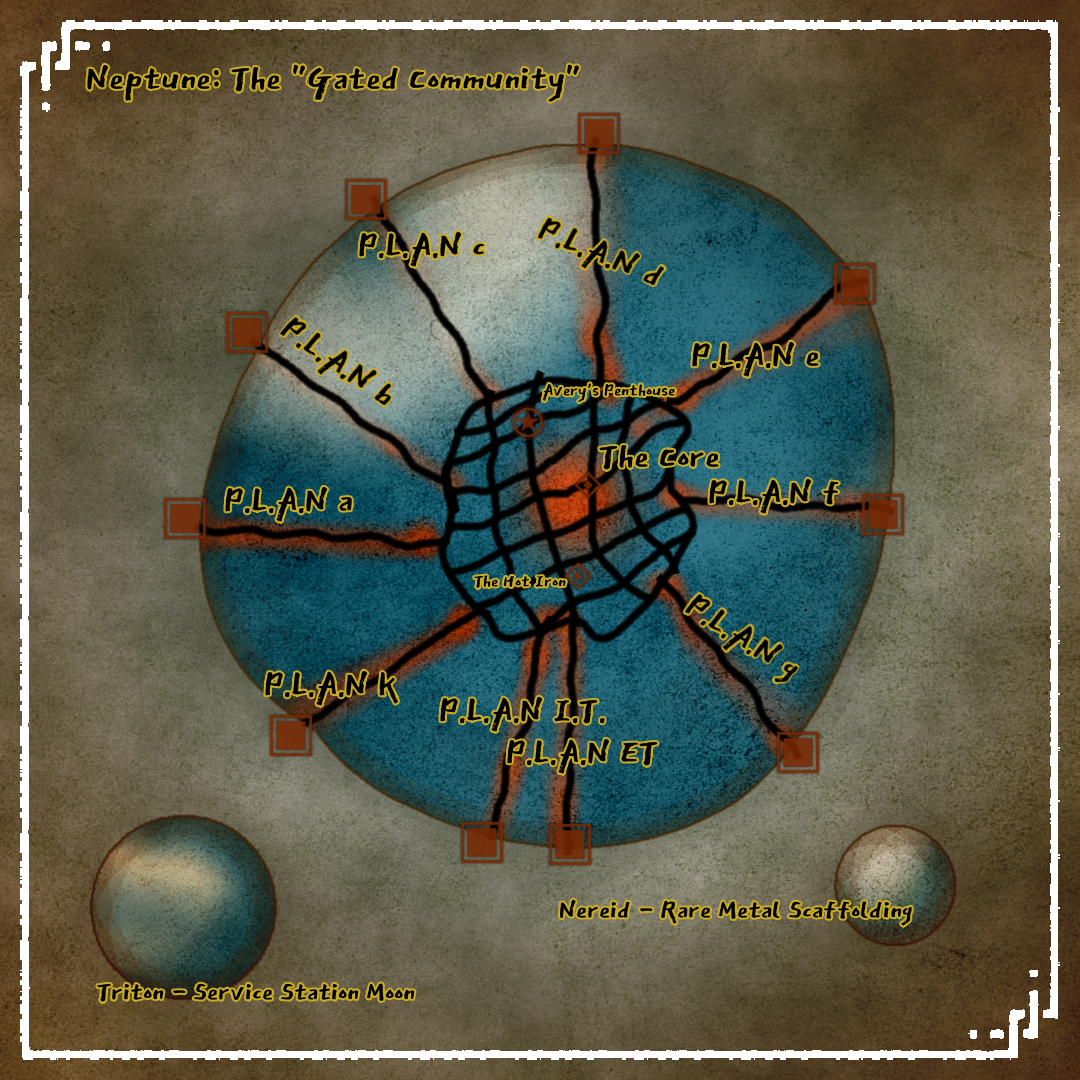 Neptune: The "Gated Community"
P.L.A.N c
P.L.A.N d
P.L.A.N b
P.L.A.N e
Avery's Penthouse
The Core
P.L.A.N a
P.L.A.N f
The Hot Iron
P.L.A.N g
P.L.A.N K
P.L.A.N I.T.
P.L.A.N ET
Nereid - Rare Metal Scaffolding
Triton - Service Station Moon